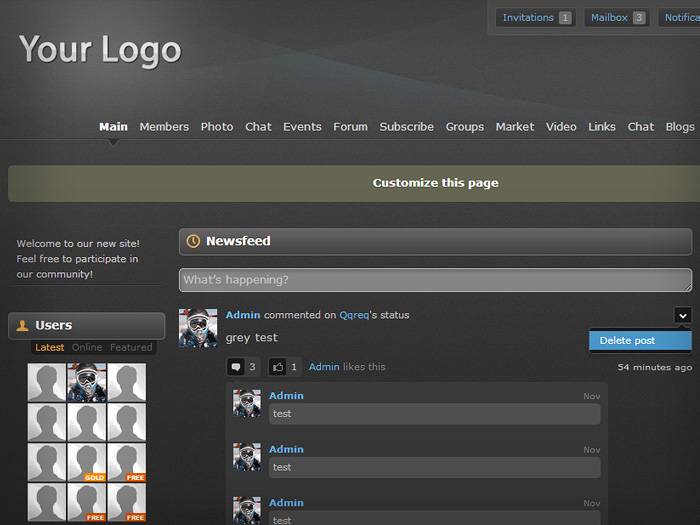 Invitations 1 Mailbox 3 Notifica
Your Logo
Main Members Photo Chat Events Forum Subscribe Groups Market Video Links Chat Blogs
Customize this page
Welcome to our new site!
Feel free to participate in
our community!
Newsfeed
What's happening?
Admin commented on Qqreq's status
grey test
Delete post
3 1 Admin likes this
54 minutes ago
Users
Latest Online Featured
GOLD FREE
FREE FREE
Admin Nov
test
Admin Nov
test
Admin Nov
test